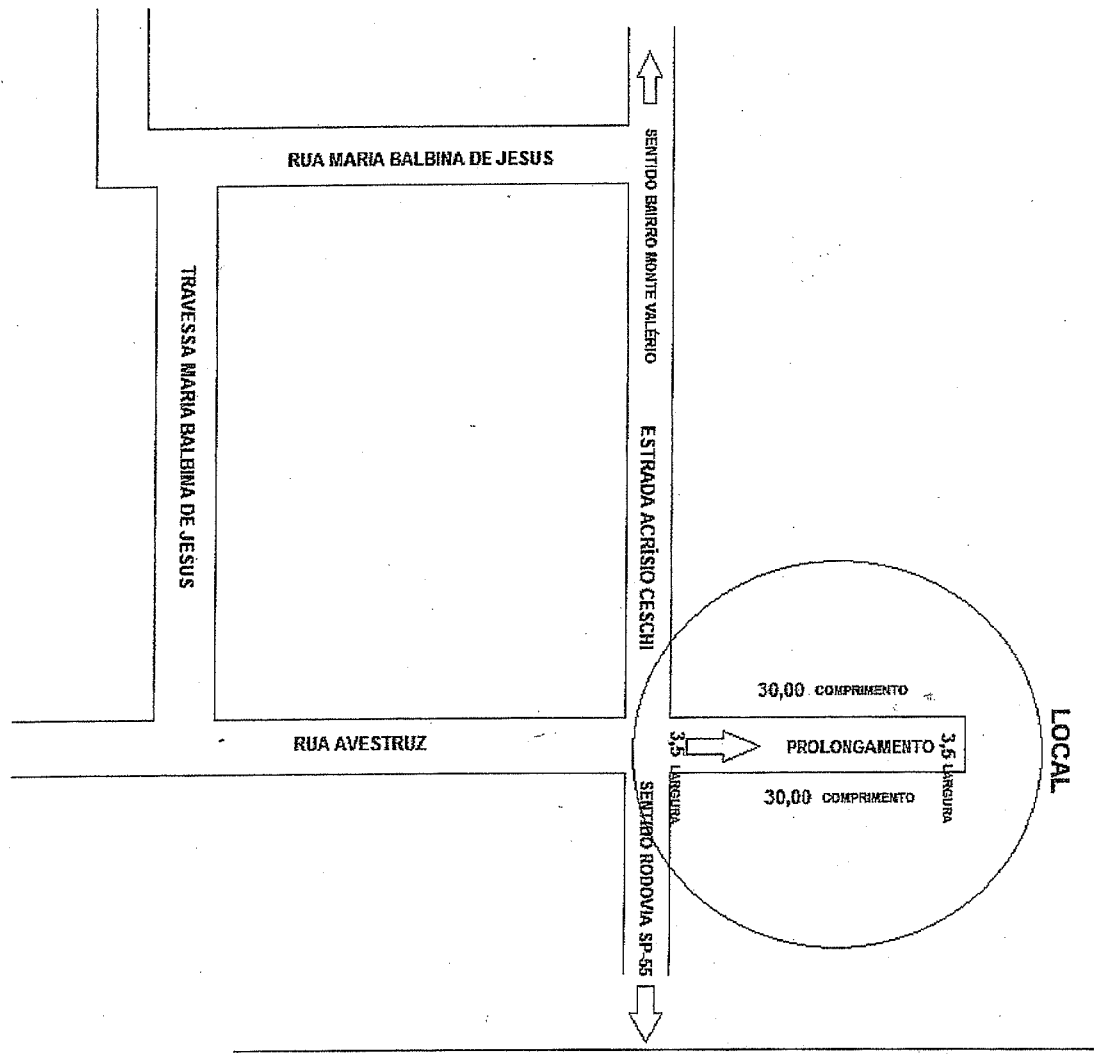 RUA MARIA BALBINA DE JESUS
SENTIDO BAIRRO MONTE VALÉRIO
TRAVESSA MARIA BALBINA DE JESUS
ESTRADA ACRÍSIO CESCHI
30,00 COMPRIMENTO
LOCAL
RUA AVESTRUZ
3,5 LARGURA
PROLONGAMENTO
3,5 LARGURA
30,00 COMPRIMENTO
SENTIDO RODOVIA SP-55